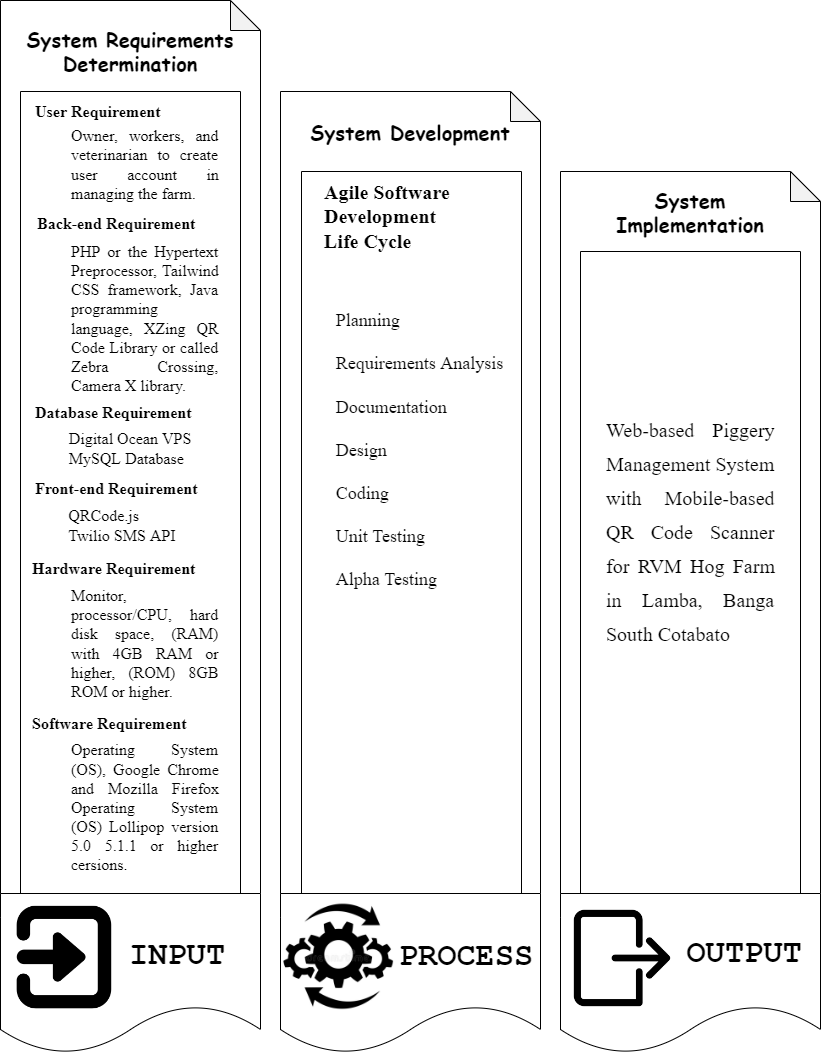 System Requirements
Determination
User Requirement
Owner, workers, and
veterinarian to create
user account in
managing the farm.
Back-end Requirement
PHP or the Hypertext
Preprocessor, Tailwind
CSS framework, Java
programming
language, XZing QR
Code Library or called
Zebra Crossing,
Camera X library.
Database Requirement
Digital Ocean VPS
MySQL Database
Front-end Requirement
QRCode.js
Twilio SMS API
Hardware Requirement
Monitor,
processor/CPU, hard
disk space, (RAM)
with 4GB RAM or
higher, (ROM) 8GB
ROM or higher.
Software Requirement
Operating System
(OS), Google Chrome
and Mozilla Firefox
Operating System
(OS) Lollipop version
5.0 5.1.1 or higher
cersions.
INPUT
System Development
Agile Software
Development
Life Cycle
Planning
Requirements Analysis
Documentation
Design
Coding
Unit Testing
Alpha Testing
PROCESS
System
Implementation
Web-based Piggery
Management System
with Mobile-based
QR Code Scanner
for RVM Hog Farm
in Lamba, Banga
South Cotabato
OUTPUT